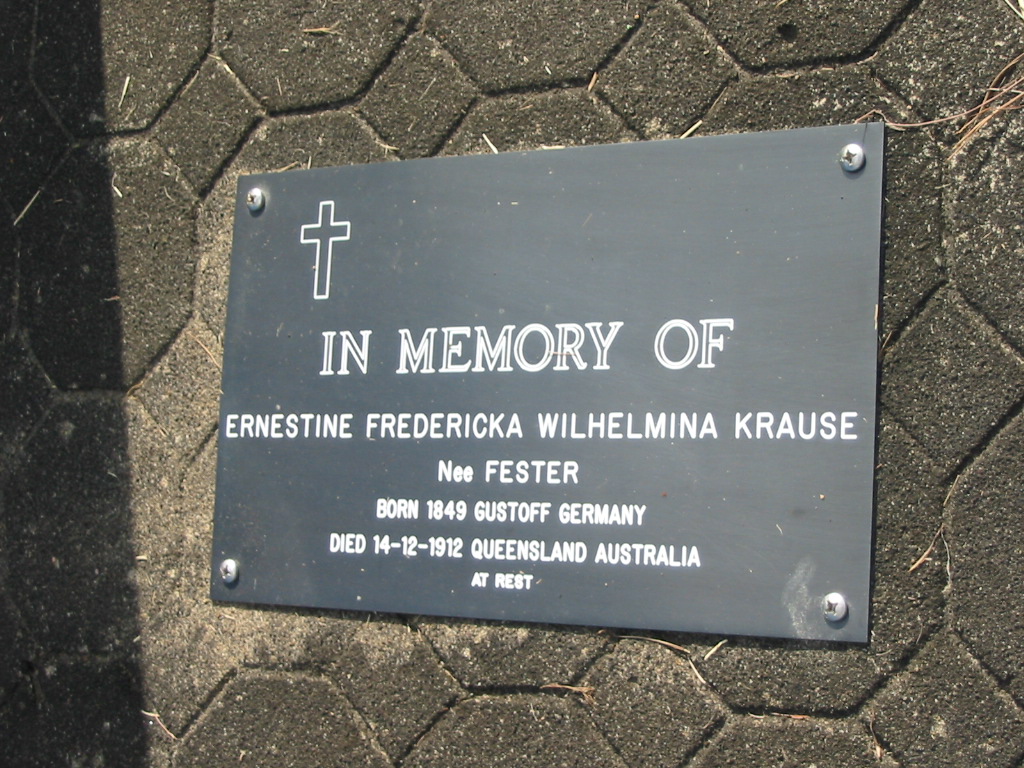 IN MEMORY OF
ERNESTINE FREDERICKA WILHELMINA KRAUSE
Nee FESTER
BORN 1849 GUSTOFF GERMANY
DIED 14-12-1912 QUEENSLAND AUSTRALIA
AT REST